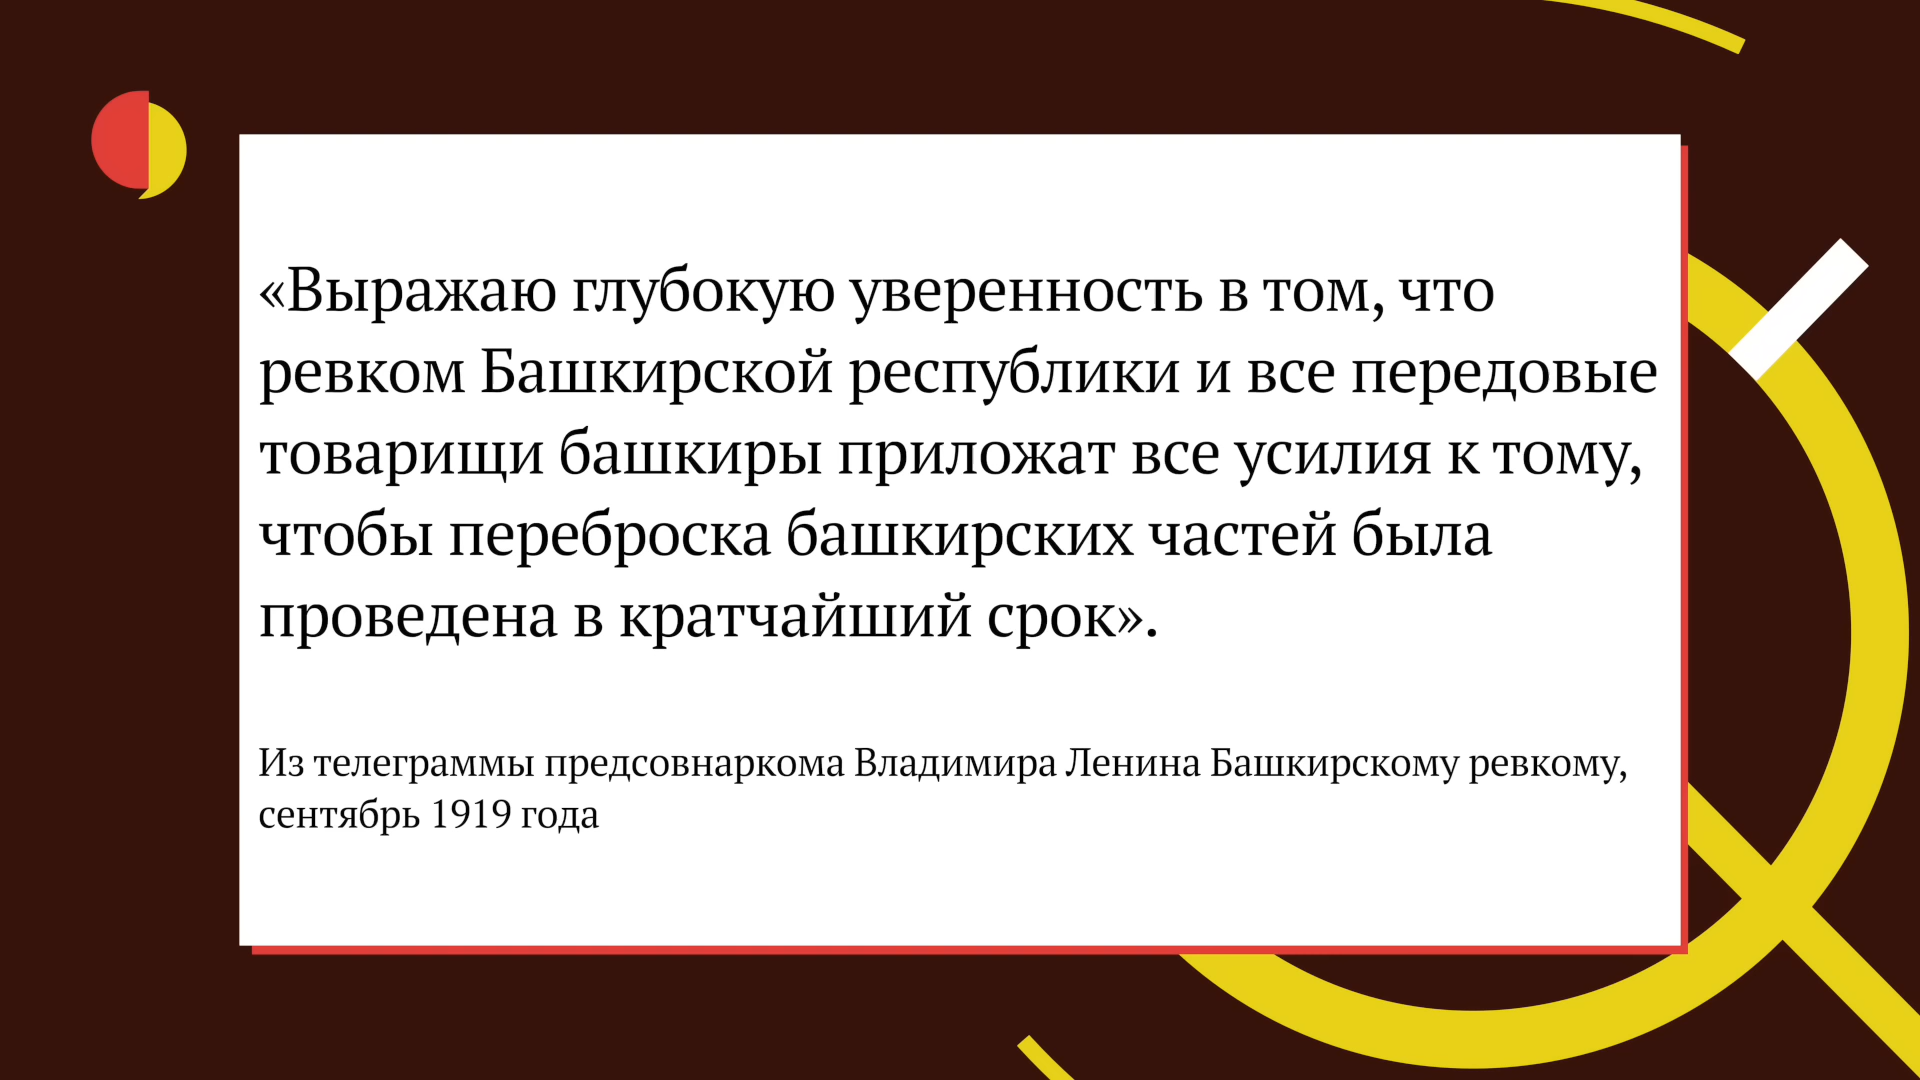 «Выражаю глубокую уверенность в том, что
ревком Башкирской республики и все передовые
товарищи башкиры приложат все усилия к тому,
чтобы переброска башкирских частей была
проведена в кратчайший срок».
Из телеграммы предсовнаркома Владимира Ленина Башкирскому ревкому,
сентябрь 1919 года